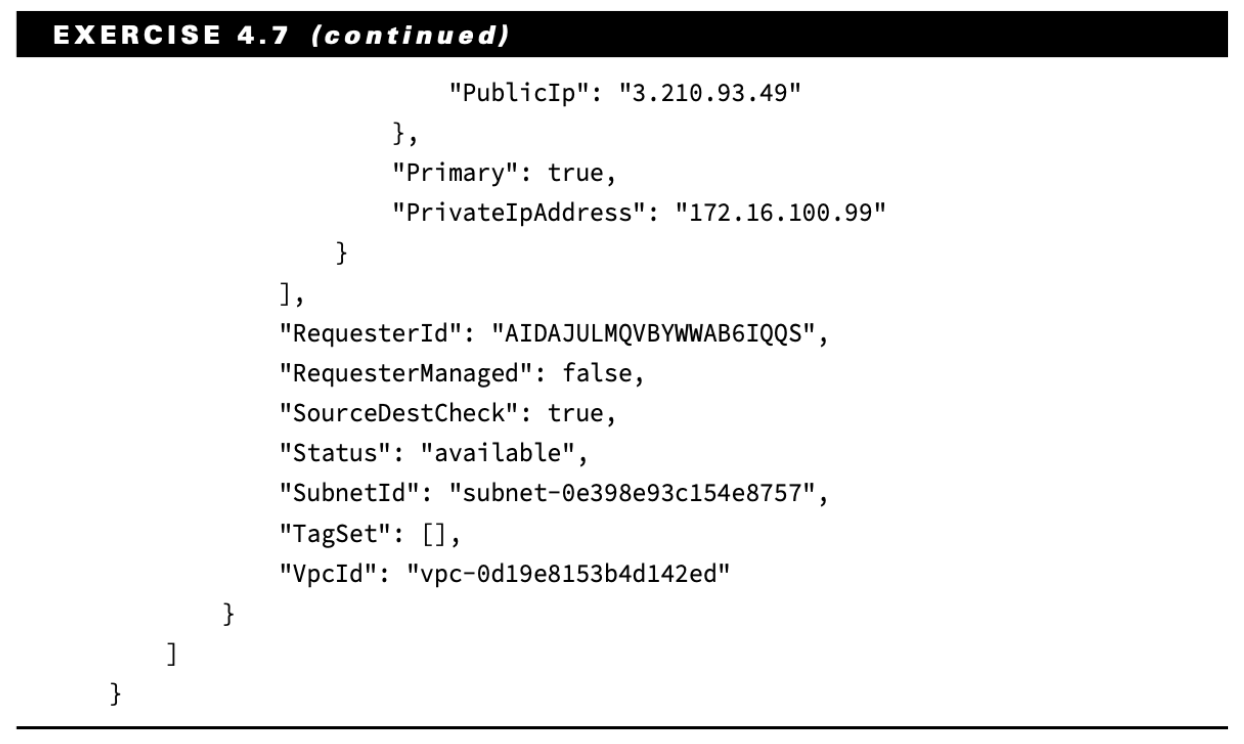 EXERCISE 4.7 (continued)
"PublicIp": "3.210.93.49"
},
"Primary": true,
"PrivateIpAddress": "172.16.100.99"
}
],
"RequesterId": "AIDAJULMQVBYWWAB6IQQS",
"RequesterManaged": false,
"SourceDestCheck": true,
"Status": "available",
"SubnetId": "subnet-0e398e93c154e8757",
"TagSet": [],
"VpcId": "vpc-0d19e8153b4d142ed"
}
]
}